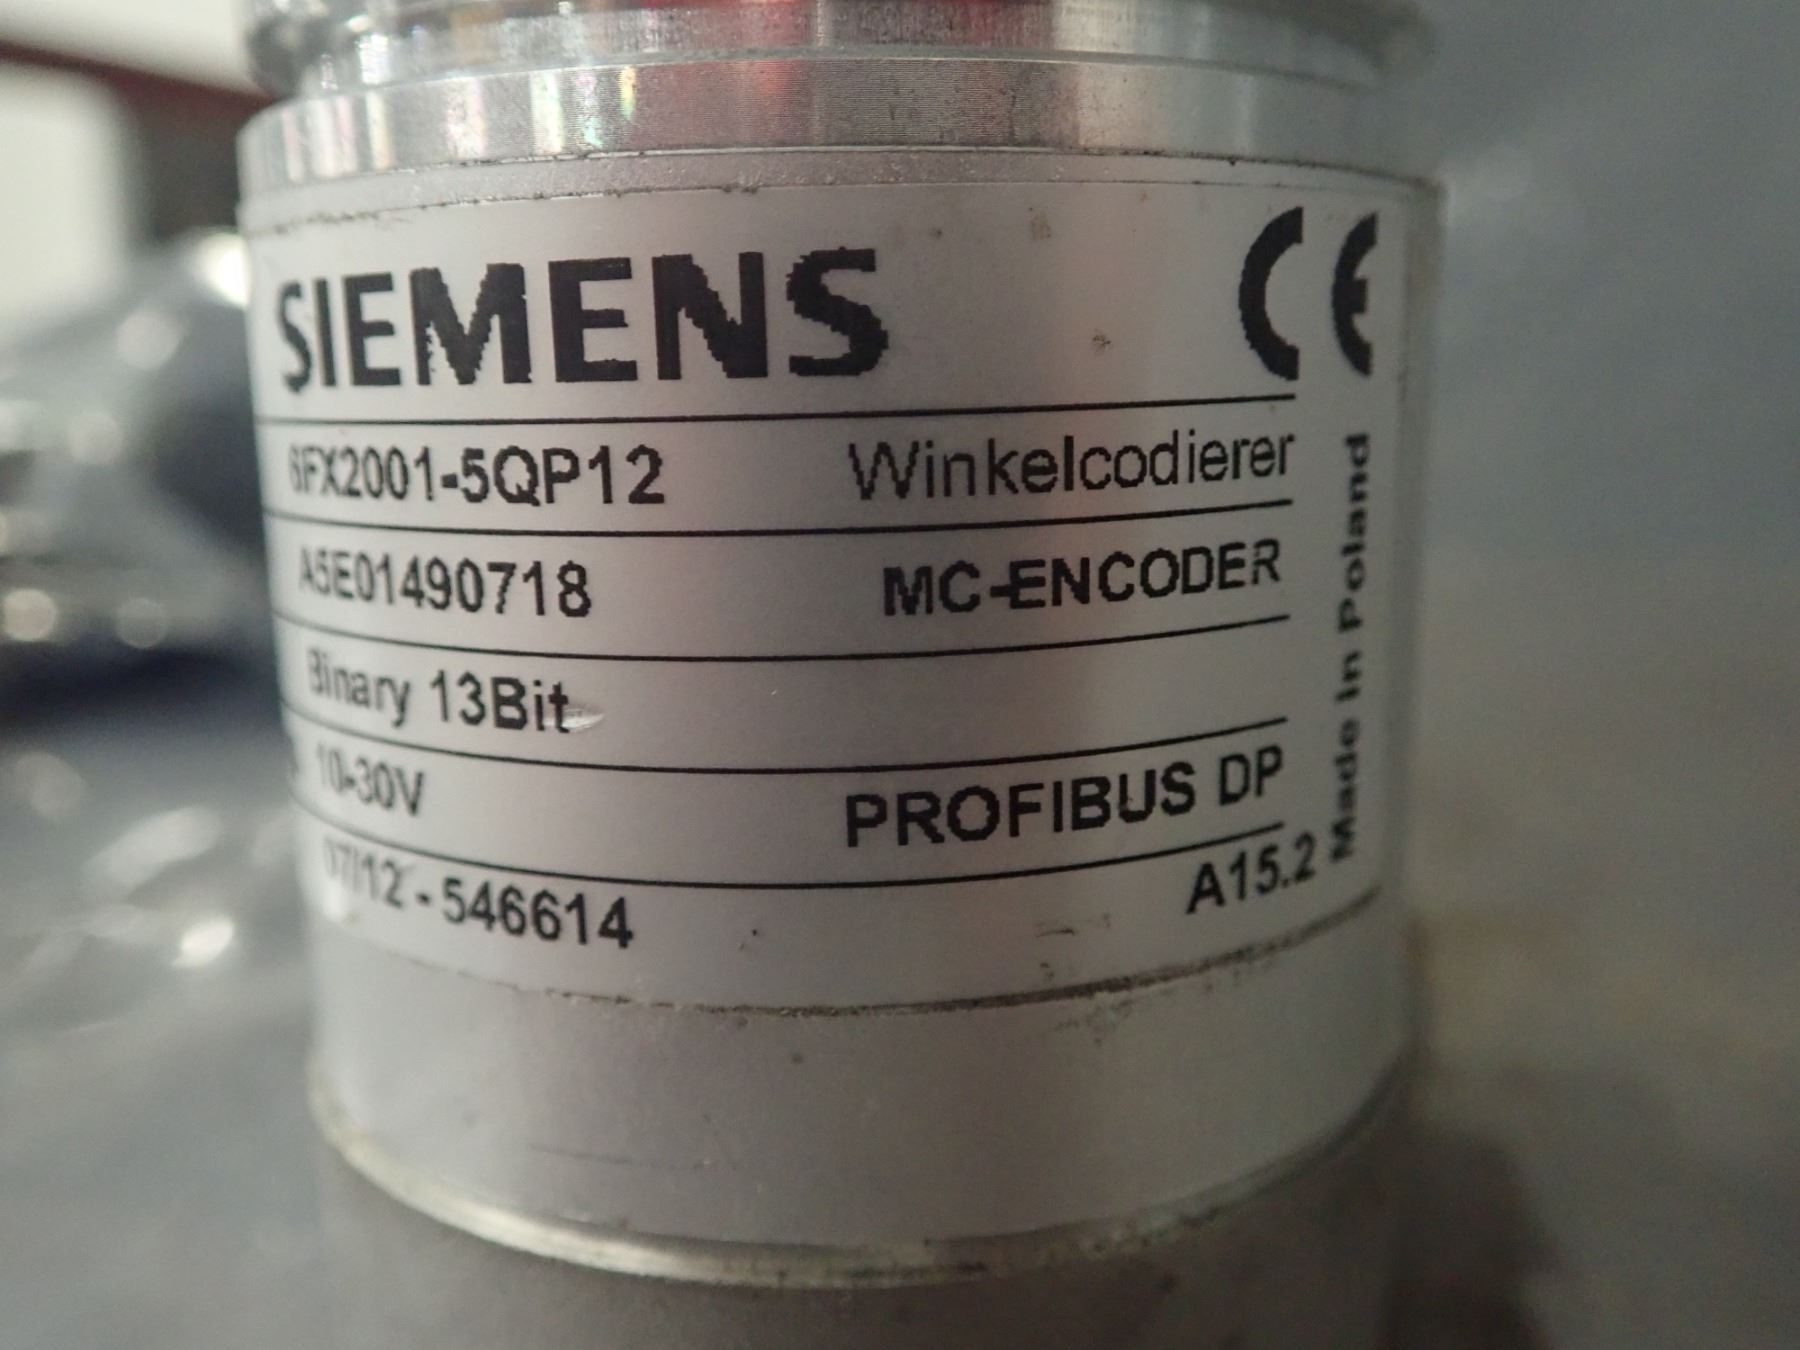 SIEMENS CE
6FX2001-5QP12 Winkelcodierer
A5E01490718 MC-ENCODER
Binary 13Bit
10-30V PROFIBUS DP
07/12 - 546614 A15.2
Made in Poland